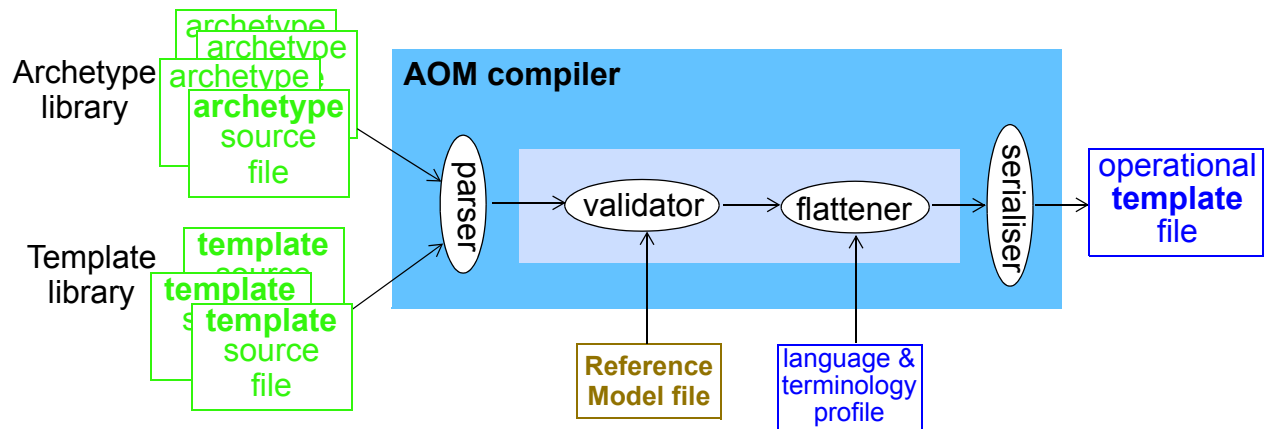 archetype
archetype
archetype
archetype
source
file
Archetype
library
AOM compiler
parser
validator
flattener
serialiser
operational
template
file
Template
library
template
source
template
template
source
file
Reference
Model file
language &
terminology
profile